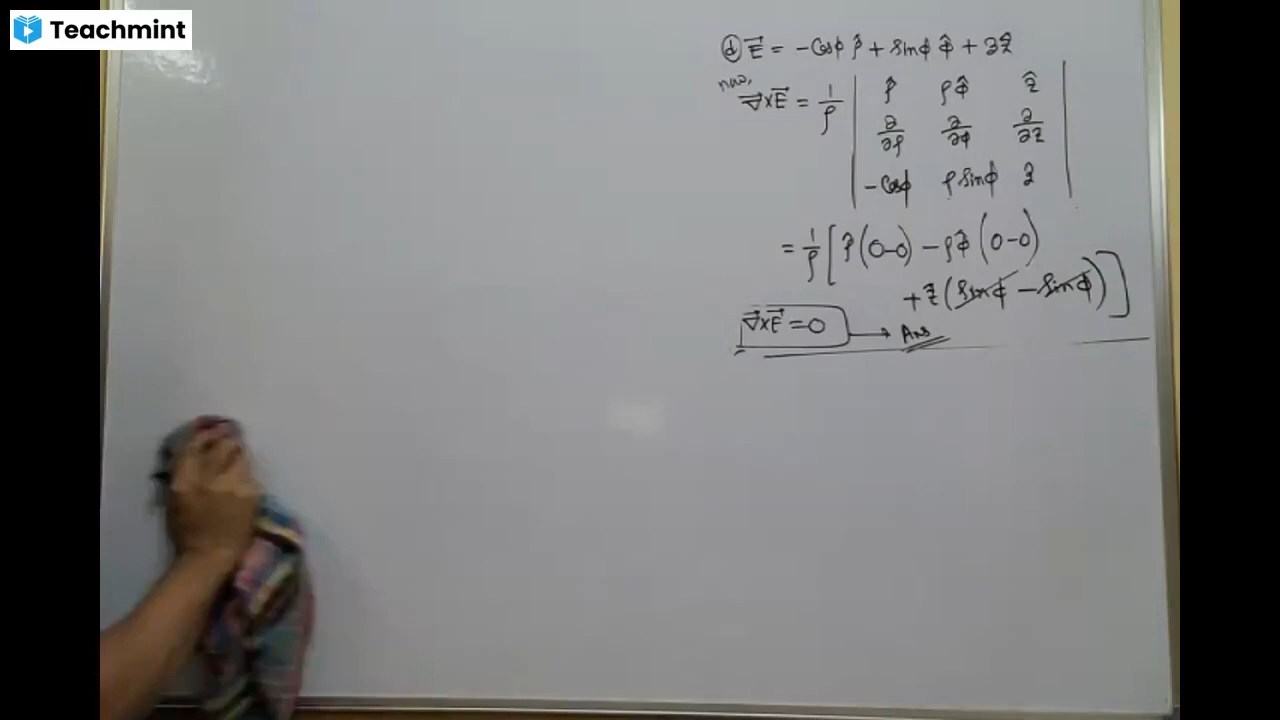 Teachmint
ⓓ E⃗ = -Cosϕ ρ̂ + sinϕ ϕ̂ + 3ẑ
now,
∇⃗×E⃗ = 1/ρ | ρ̂ ρϕ̂ ẑ |
| ∂/∂ρ ∂/∂ϕ ∂/∂z |
| -Cosϕ ρ sinϕ 3 |
= 1/ρ [ ρ̂ (0-0) - ρϕ̂ (0-0)
+ ẑ (sinϕ - sinϕ) ]
∇⃗×E⃗ = 0 → Ans